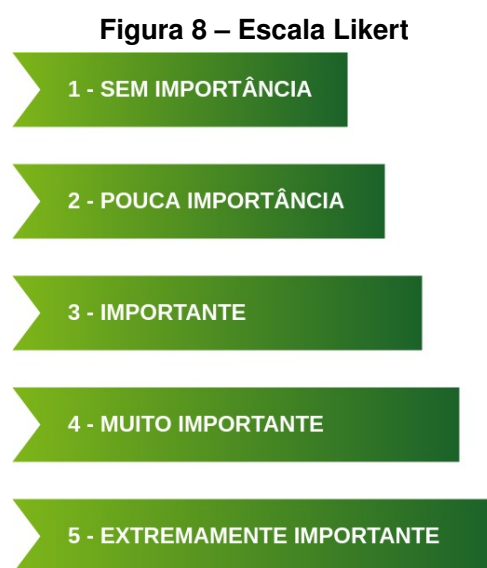 Figura 8 – Escala Likert
1 - SEM IMPORTÂNCIA
2 - POUCA IMPORTÂNCIA
3 - IMPORTANTE
4 - MUITO IMPORTANTE
5 - EXTREMAMENTE IMPORTANTE